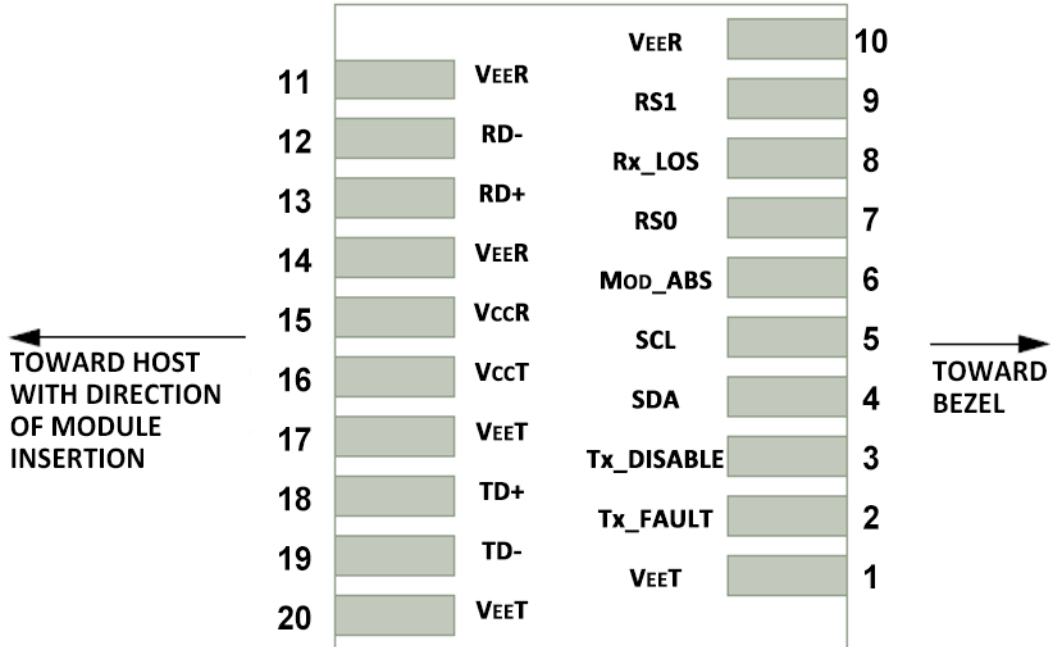 VEER 10
11 VEER
RS1 9
12 RD-
Rx_LOS 8
13 RD+
RS0 7
14 VEER
MOD_ABS 6
15 VCCR
SCL 5
16 VCCT
SDA 4
17 VEET
Tx_DISABLE 3
18 TD+
Tx_FAULT 2
19 TD-
VEET 1
20 VEET
TOWARD HOST
WITH DIRECTION
OF MODULE
INSERTION
TOWARD
BEZEL